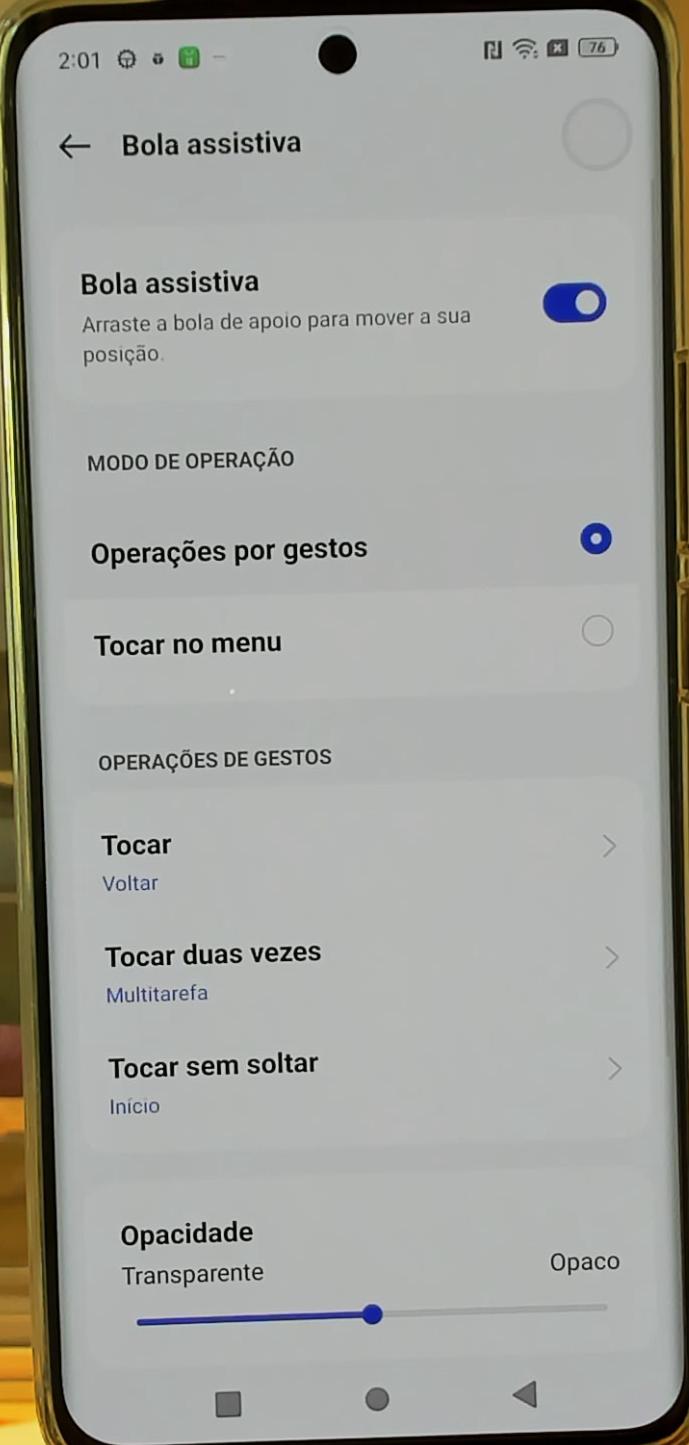 2:01
76
Bola assistiva
Bola assistiva
Arraste a bola de apoio para mover a sua
posição.
MODO DE OPERAÇÃO
Operações por gestos
Tocar no menu
OPERAÇÕES DE GESTOS
Tocar
Voltar
Tocar duas vezes
Multitarefa
Tocar sem soltar
Início
Opacidade
Transparente
Opaco